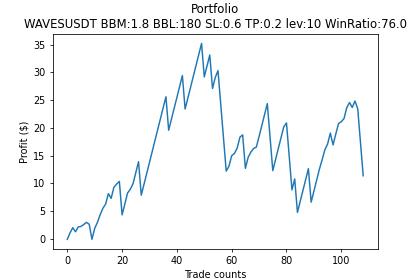 Portfolio
WAVESUSDT BBM:1.8 BBL:180 SL:0.6 TP:0.2 lev:10 WinRatio:76.0
35
30
25
20
15
10
5
0
Profit ($)
0 20 40 60 80 100
Trade counts